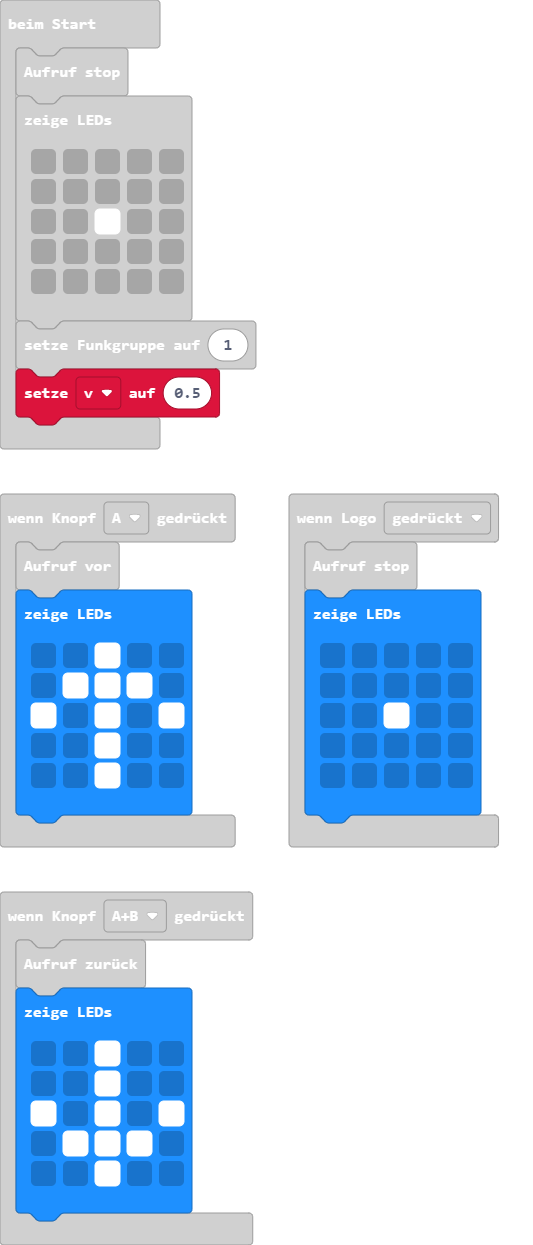 beim Start
Aufruf stop
zeige LEDs
setze Funkgruppe auf 1
setze v auf 0.5
wenn Knopf A gedrückt
Aufruf vor
zeige LEDs
wenn Logo gedrückt
Aufruf stop
zeige LEDs
wenn Knopf A+B gedrückt
Aufruf zurück
zeige LEDs